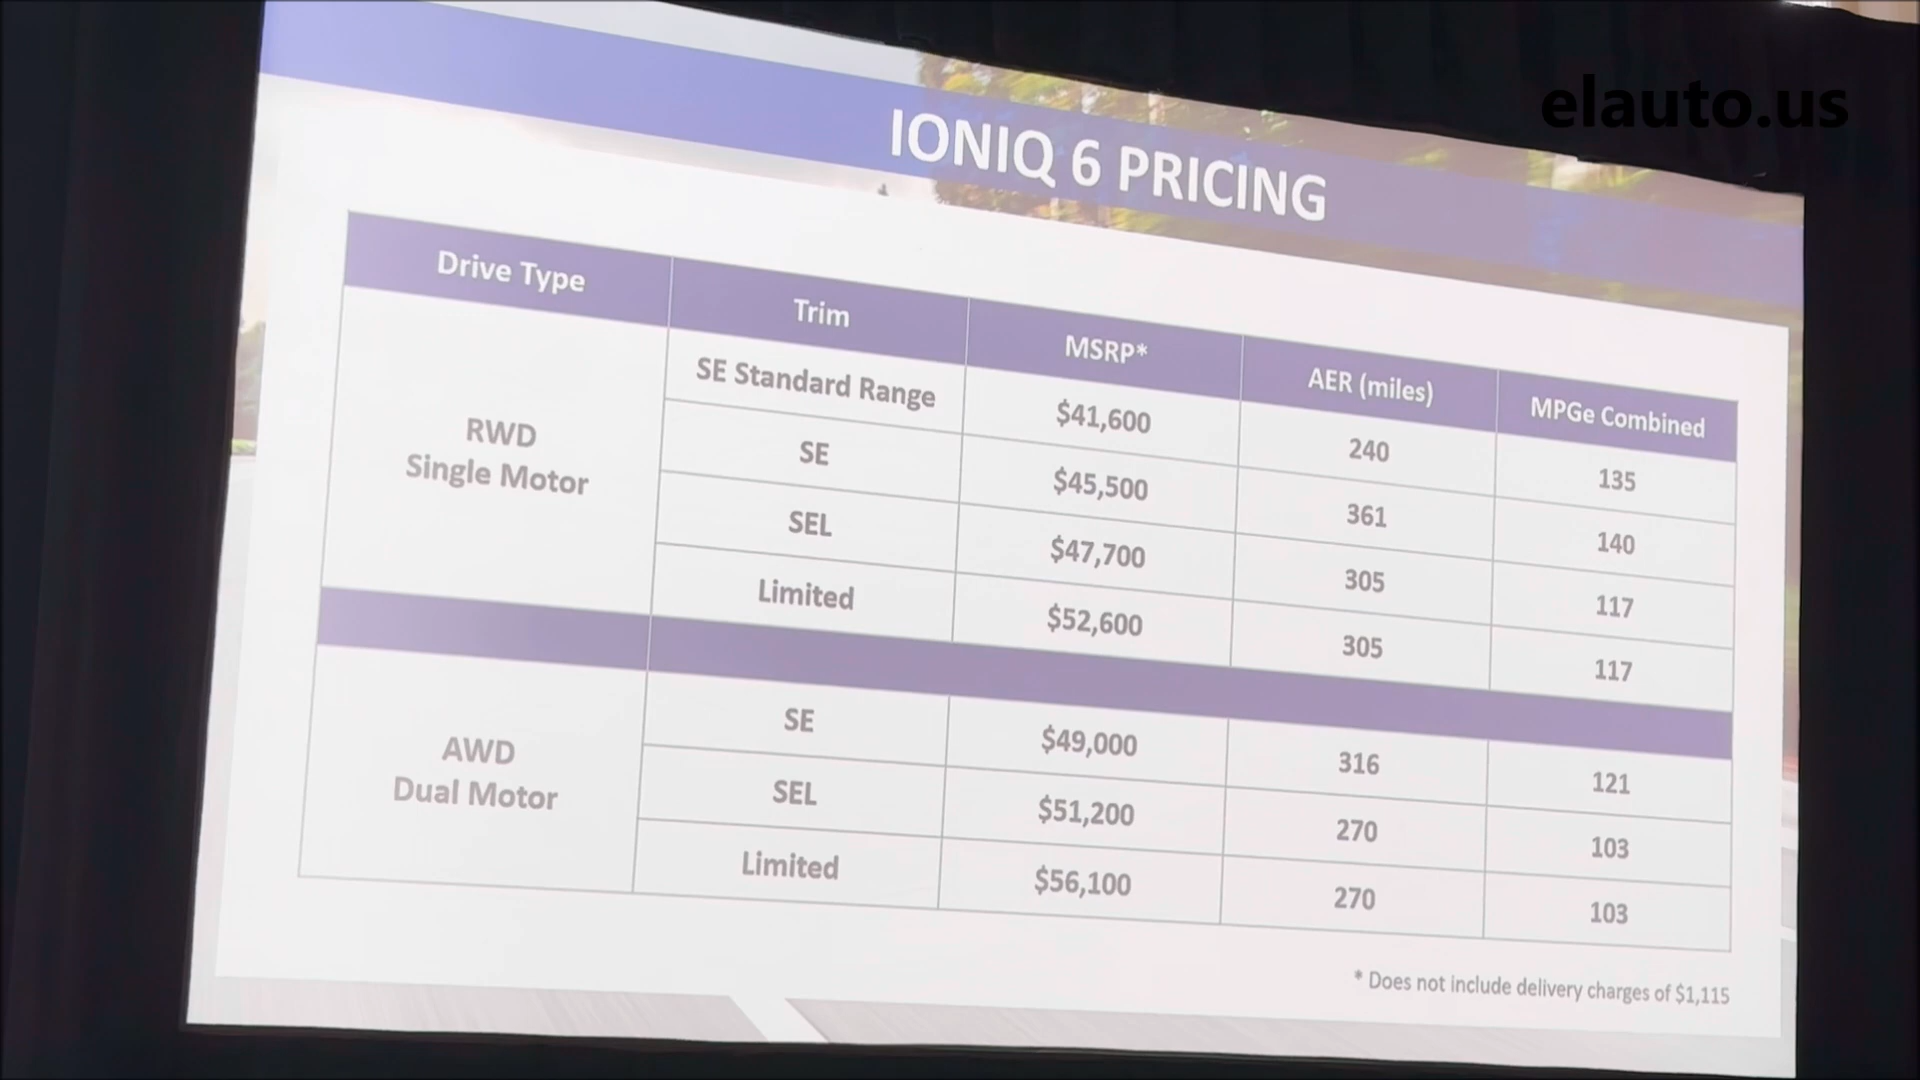 elauto.us
IONIQ 6 PRICING
Drive Type Trim MSRP* AER (miles) MPGe Combined
RWD
Single Motor
SE Standard Range $41,600 240 135
SE $45,500 361 140
SEL $47,700 305 117
Limited $52,600 305 117
AWD
Dual Motor
SE $49,000 316 121
SEL $51,200 270 103
Limited $56,100 270 103
* Does not include delivery charges of $1,115